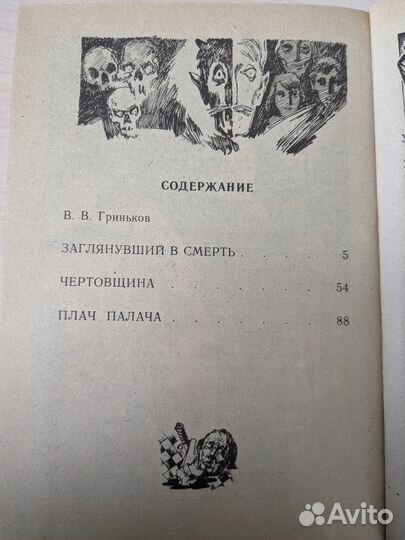 СОДЕРЖАНИЕ
В. В. Гриньков
ЗАГЛЯНУВШИЙ В СМЕРТЬ . . . . 5
ЧЕРТОВЩИНА . . . . . . . 54
ПЛАЧ ПАЛАЧА . . . . . . . 88
Avito